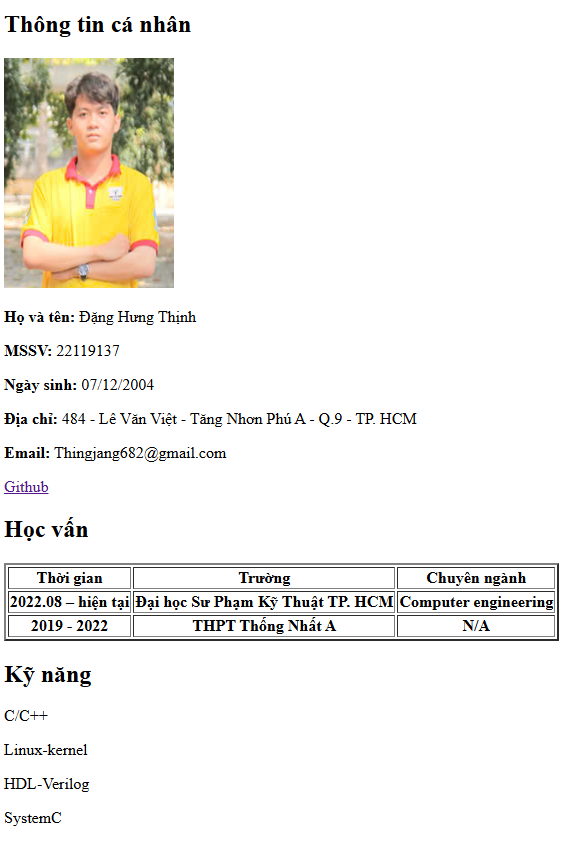 Thông tin cá nhân
Họ và tên: Đặng Hưng Thịnh
MSSV: 22119137
Ngày sinh: 07/12/2004
Địa chỉ: 484 - Lê Văn Việt - Tăng Nhơn Phú A - Q.9 - TP. HCM
Email: Thingjang682@gmail.com
Github
Học vấn
Thời gian Trường Chuyên ngành
2022.08 – hiện tại Đại học Sư Phạm Kỹ Thuật TP. HCM Computer engineering
2019 - 2022 THPT Thống Nhất A N/A
Kỹ năng
C/C++
Linux-kernel
HDL-Verilog
SystemC